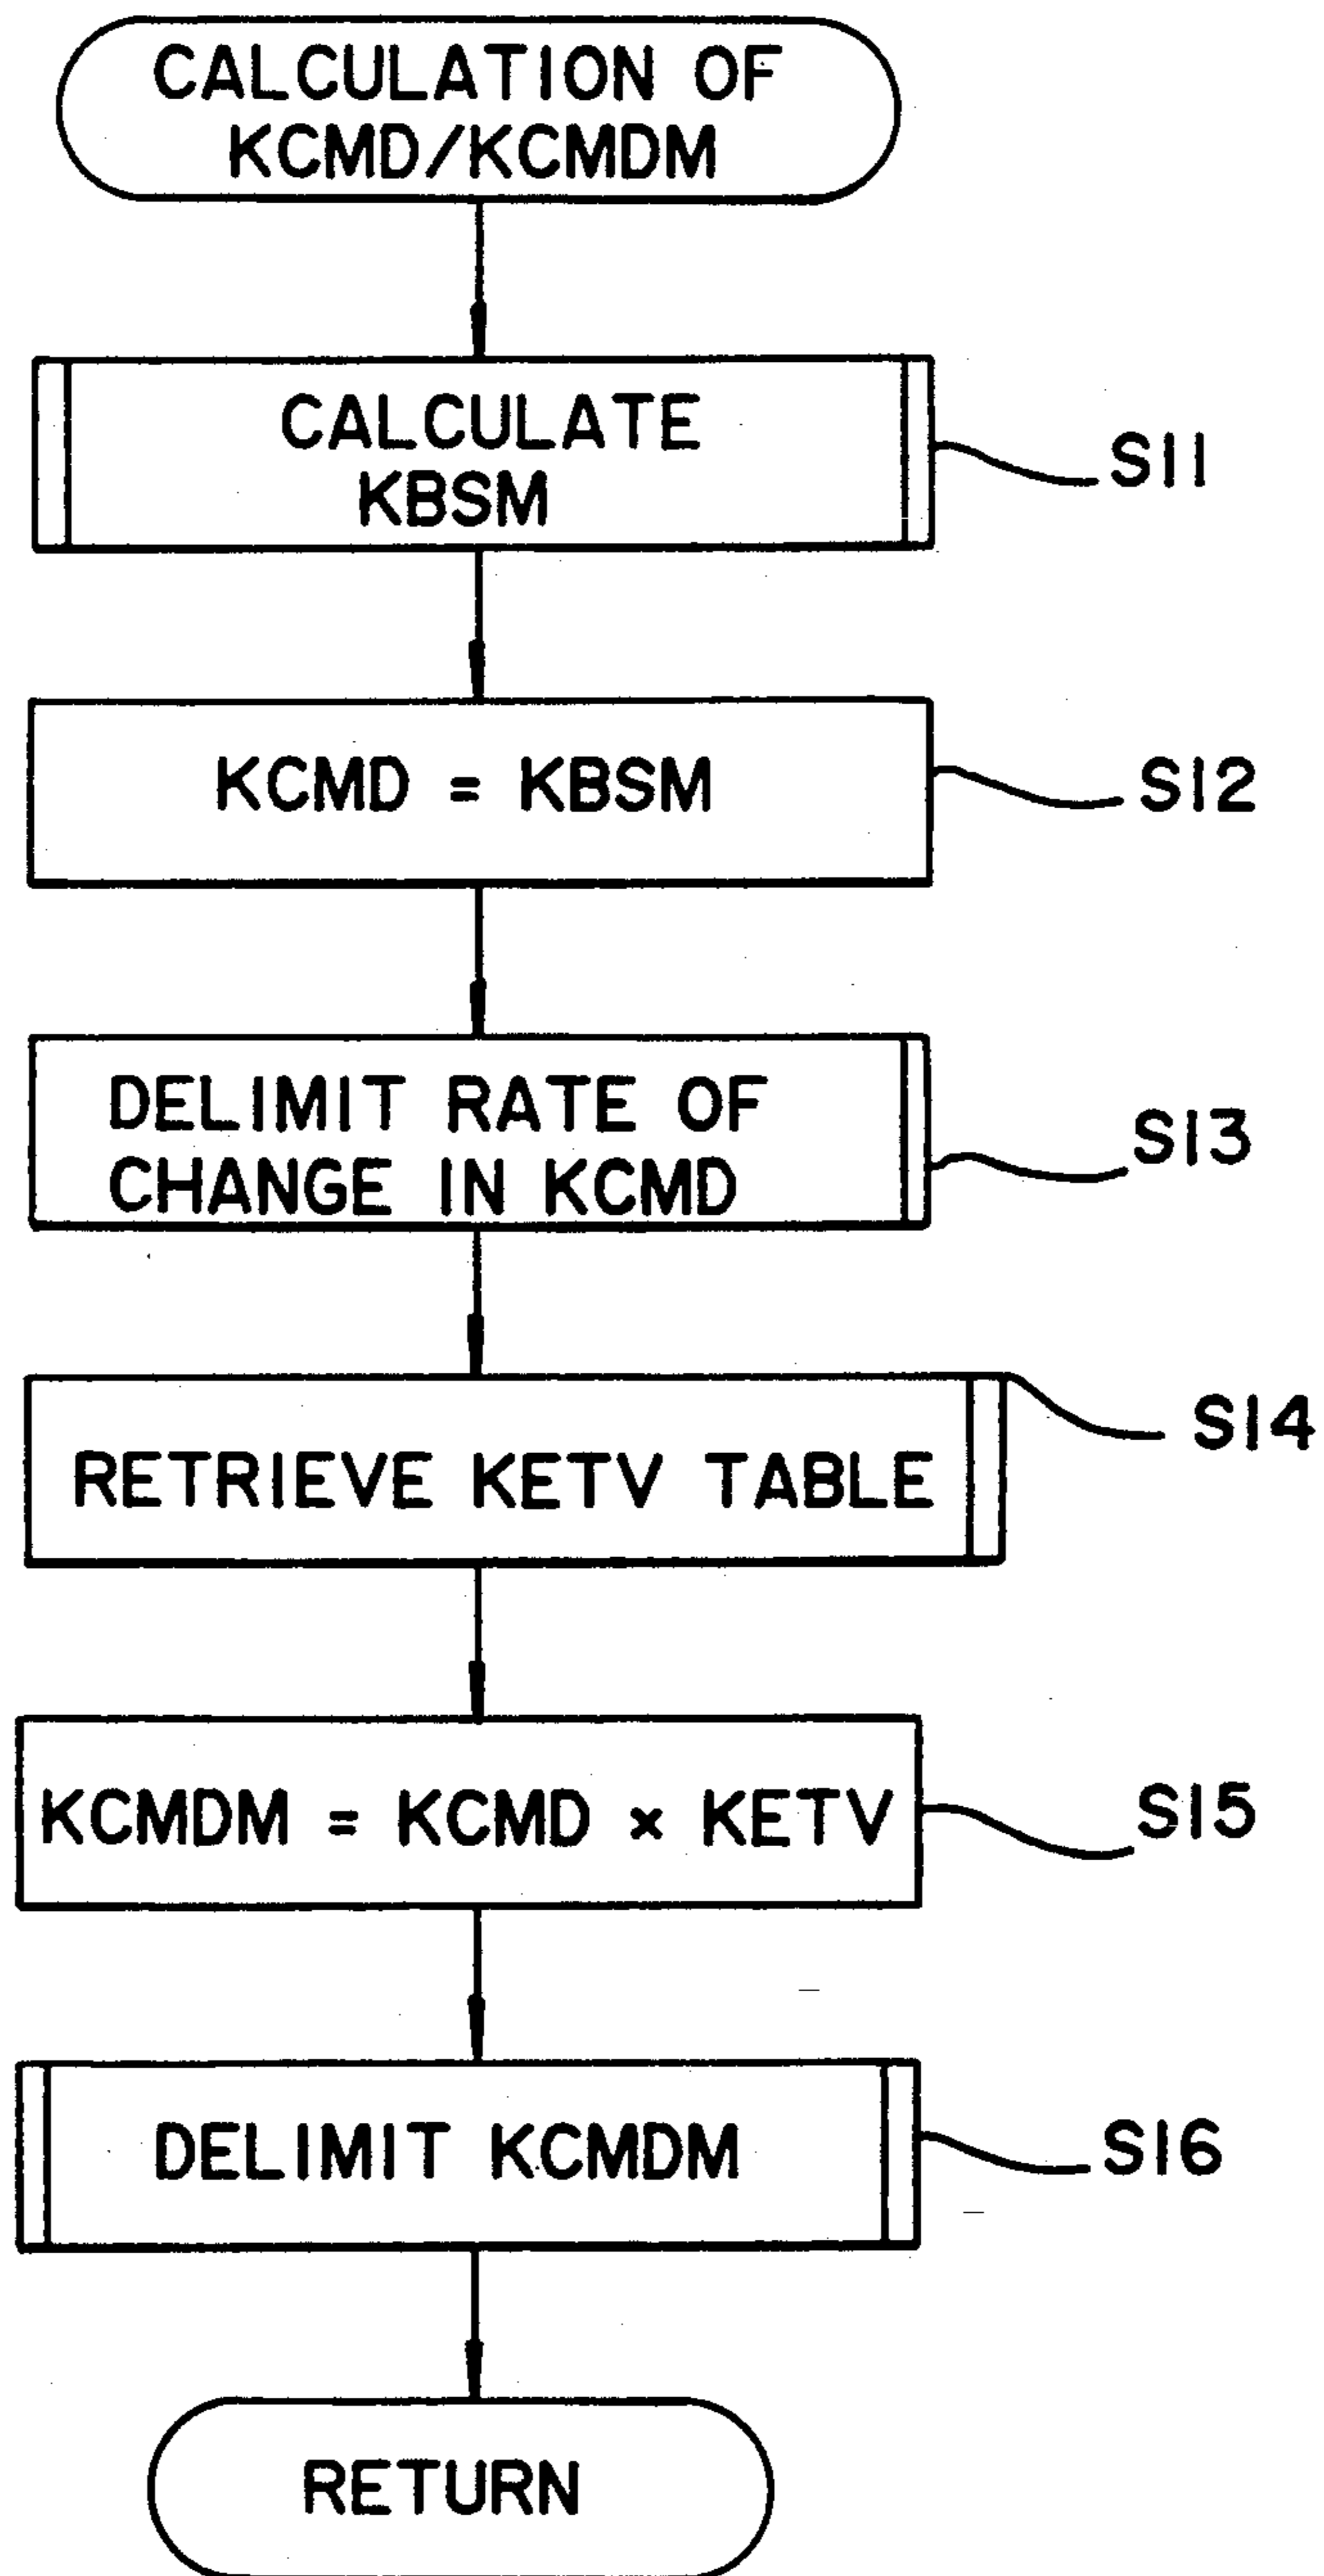 CALCULATION OF
KCMD/KCMDM
CALCULATE
KBSM
S11
KCMD = KBSM
S12
DELIMIT RATE OF
CHANGE IN KCMD
S13
RETRIEVE KETV TABLE
S14
KCMDM = KCMD × KETV
S15
DELIMIT KCMDM
S16
RETURN